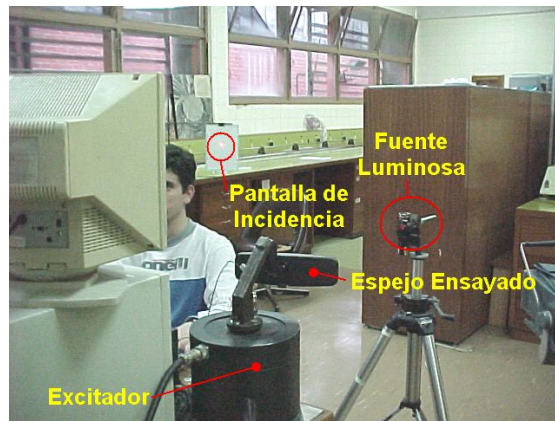 Fuente
Luminosa
Pantalla de
Incidencia
Espejo Ensayado
Excitador